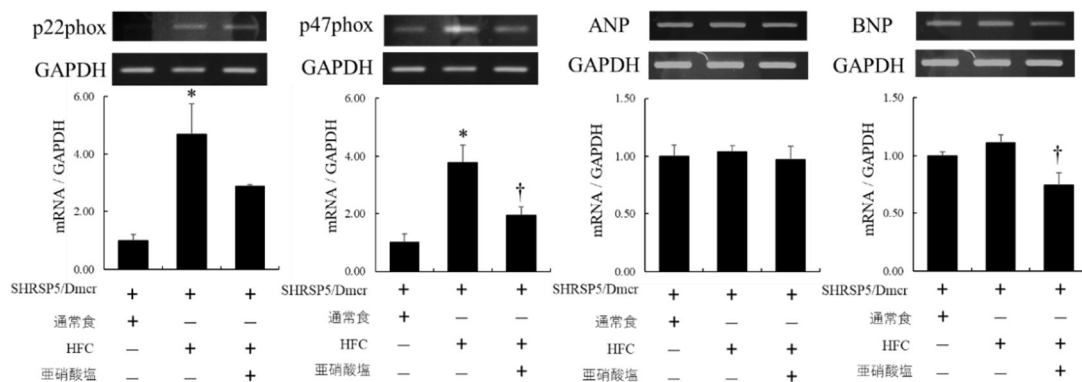 p22phox
GAPDH
6.00
4.00
2.00
0.00
mRNA / GAPDH
*
SHRSP5/Dmcr + + +
通常食 + — —
HFC — + +
亜硝酸塩 — — +
p47phox
GAPDH
6.00
4.00
2.00
0.00
mRNA / GAPDH
*
†
SHRSP5/Dmcr + + +
通常食 + — —
HFC — + +
亜硝酸塩 — — +
ANP
GAPDH
1.50
1.00
0.50
0.00
mRNA / GAPDH
SHRSP5/Dmcr + + +
通常食 + — —
HFC — + +
亜硝酸塩 — — +
BNP
GAPDH
1.50
1.00
0.50
0.00
mRNA / GAPDH
†
SHRSP5/Dmcr + + +
通常食 + — —
HFC — + +
亜硝酸塩 — — +